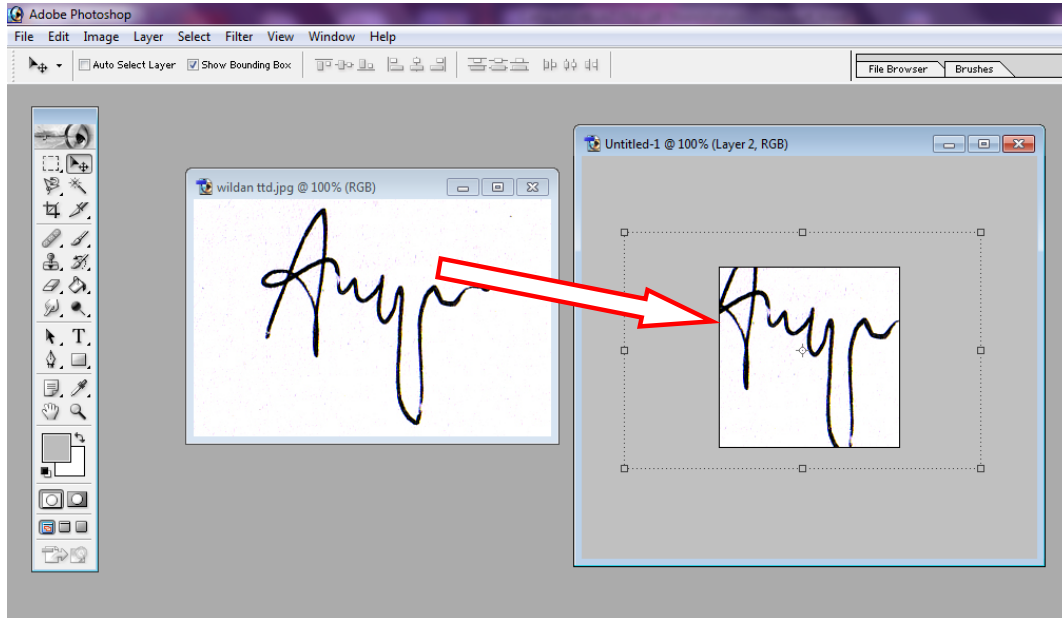 Adobe Photoshop
File Edit Image Layer Select Filter View Window Help
Auto Select Layer Show Bounding Box
File Browser Brushes
Untitled-1 @ 100% (Layer 2, RGB)
wildan ttd.jpg @ 100% (RGB)
T